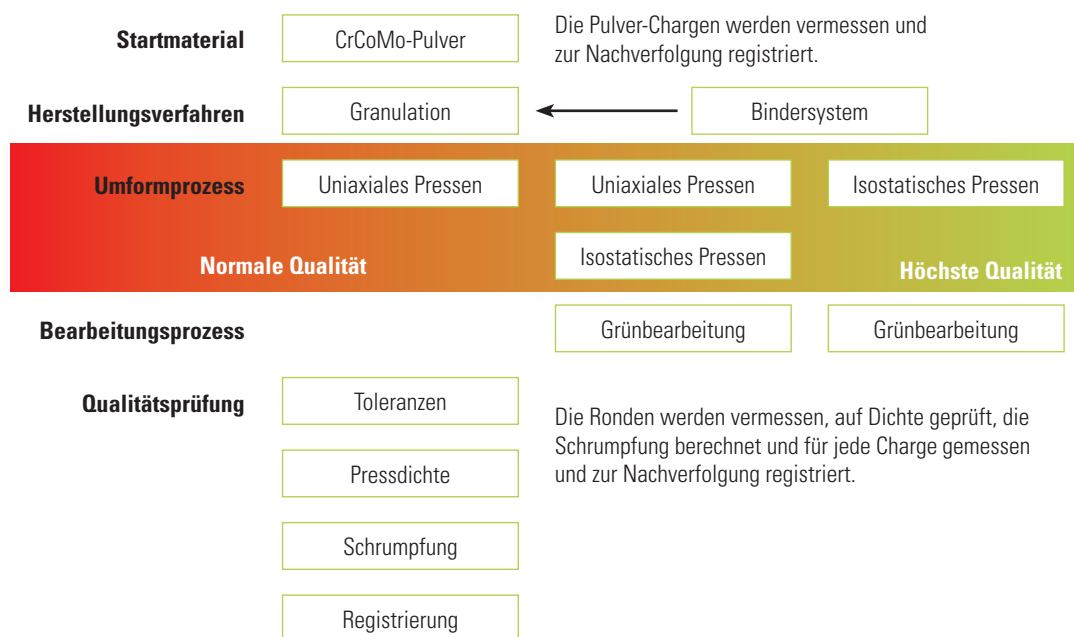 Startmaterial
CrCoMo-Pulver
Die Pulver-Chargen werden vermessen und
zur Nachverfolgung registriert.
Herstellungsverfahren
Granulation
Bindersystem
Umformprozess
Uniaxiales Pressen
Uniaxiales Pressen
Isostatisches Pressen
Normale Qualität
Isostatisches Pressen
Höchste Qualität
Bearbeitungsprozess
Grünbearbeitung
Grünbearbeitung
Qualitätsprüfung
Toleranzen
Die Ronden werden vermessen, auf Dichte geprüft, die
Schrumpfung berechnet und für jede Charge gemessen
und zur Nachverfolgung registriert.
Pressdichte
Schrumpfung
Registrierung